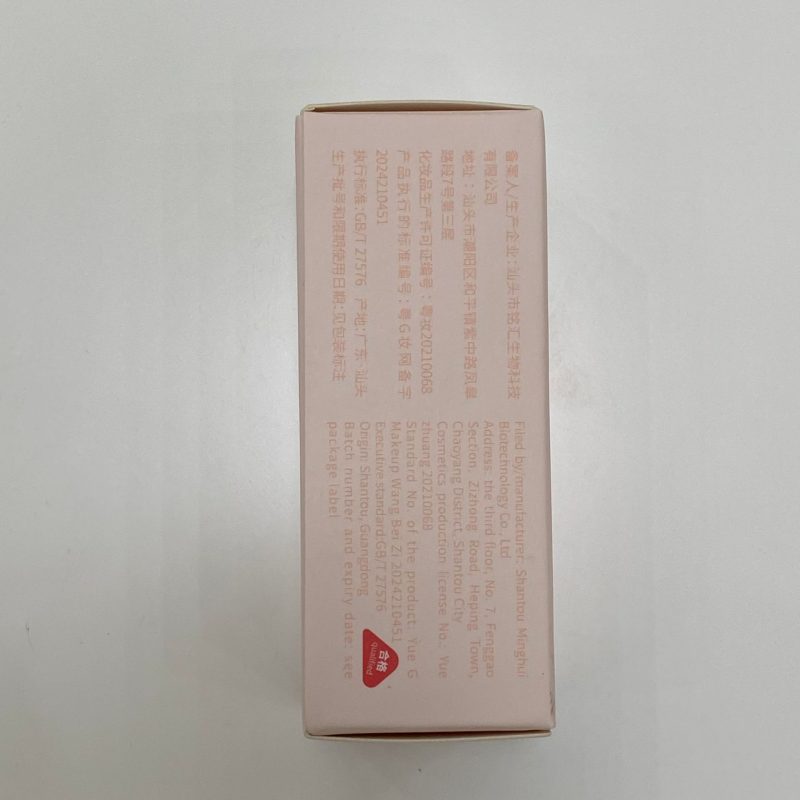 备案人/生产企业:汕头市铭汇生物科技
有限公司
地址:汕头市潮阳区和平镇紫中路凤皋
路段7号第三层
化妆品生产许可证编号:粤妆20210068
产品执行的标准编号:粤G妆网备字
2024210451
执行标准:GB/T 27576 产地:广东 汕头
生产批号和限期使用日期:见包装标注
Filed by/manufacturer: Shantou Minghui
Biotechnology Co., Ltd
Address: the third floor, No. 7, Fenggao
Section, Zizhong Road, Heping Town,
Chaoyang District, Shantou City
Cosmetics production license No.: Yue
zhuang 20210068
Standard No. of the product: Yue G
Makeup Wang Bei Zi 2024210451
Executive standard:GB/T 27576
Origin: Shantou, Guangdong
Batch number and expiry date: see
package label
合格
qualified